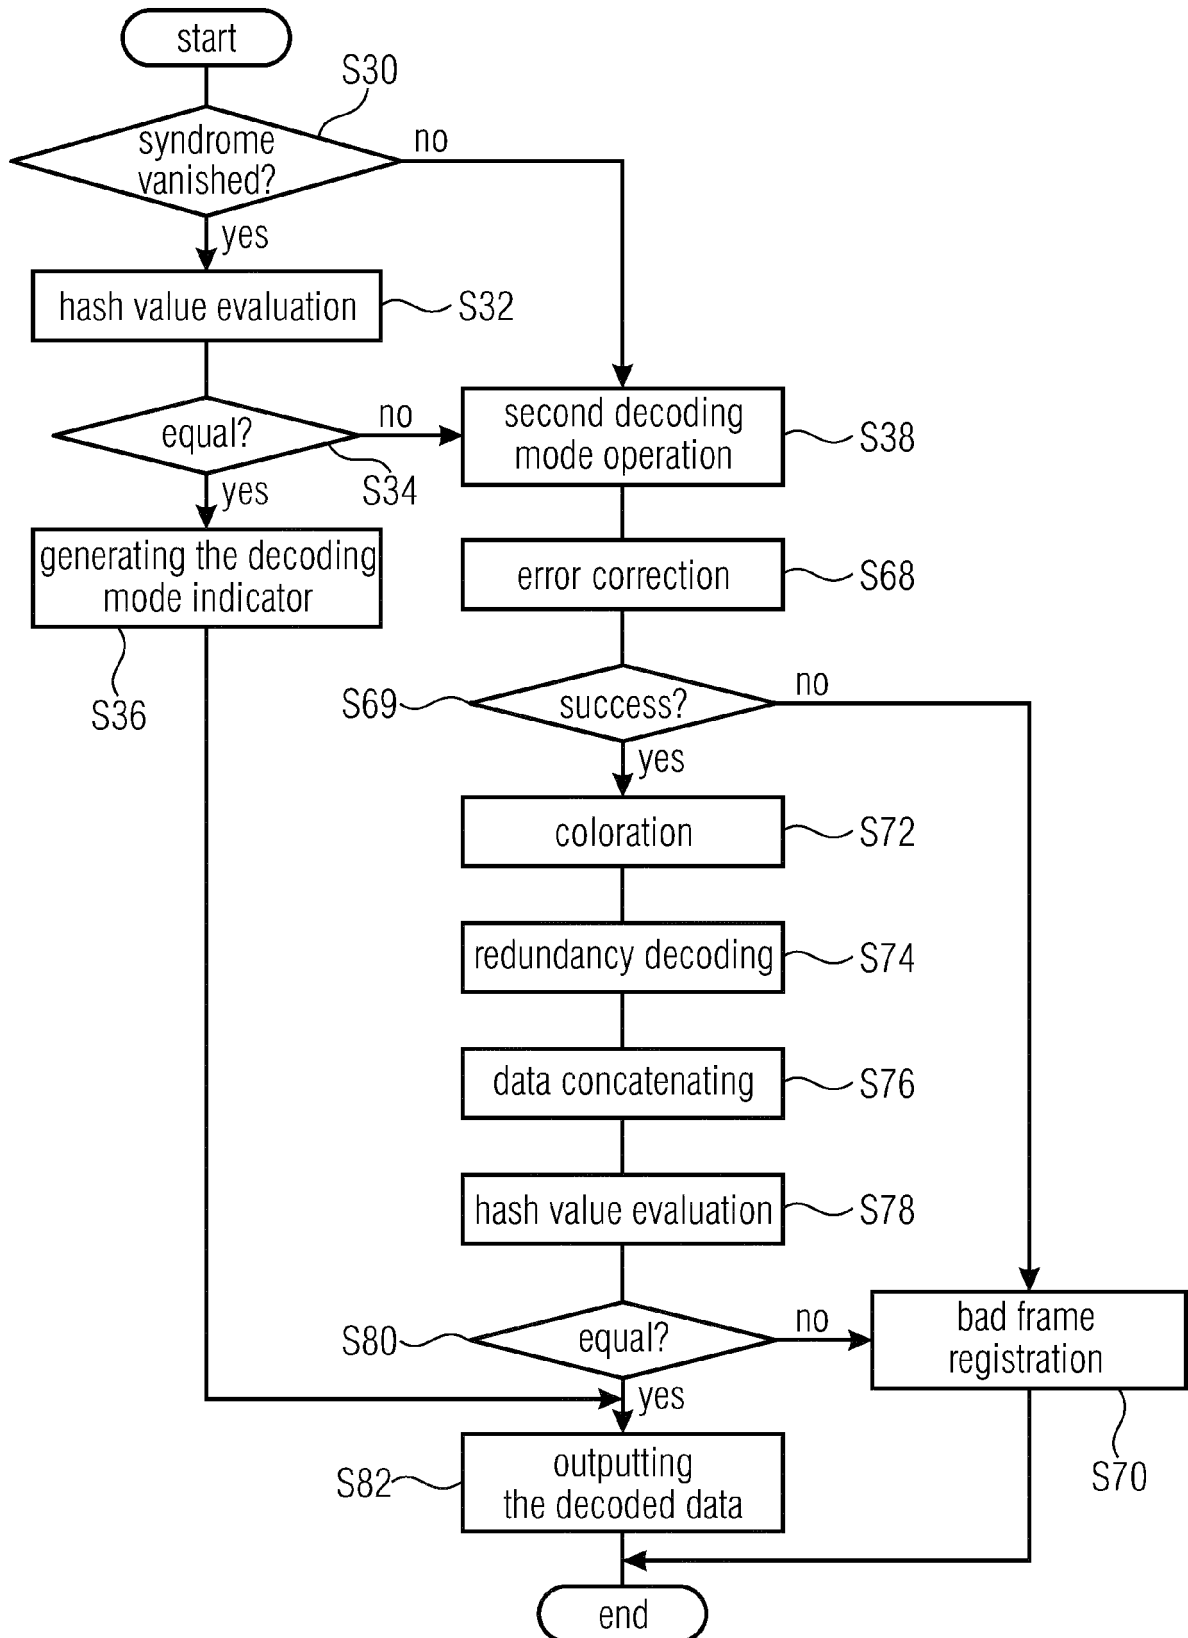 start
S30
syndrome
vanished?
no
yes
hash value evaluation
S32
equal?
no
S34
yes
second decoding
mode operation
S38
generating the decoding
mode indicator
S36
error correction
S68
S69
success?
no
yes
coloration
S72
redundancy decoding
S74
data concatenating
S76
hash value evaluation
S78
S80
equal?
no
bad frame
registration
S70
yes
S82
outputting
the decoded data
end